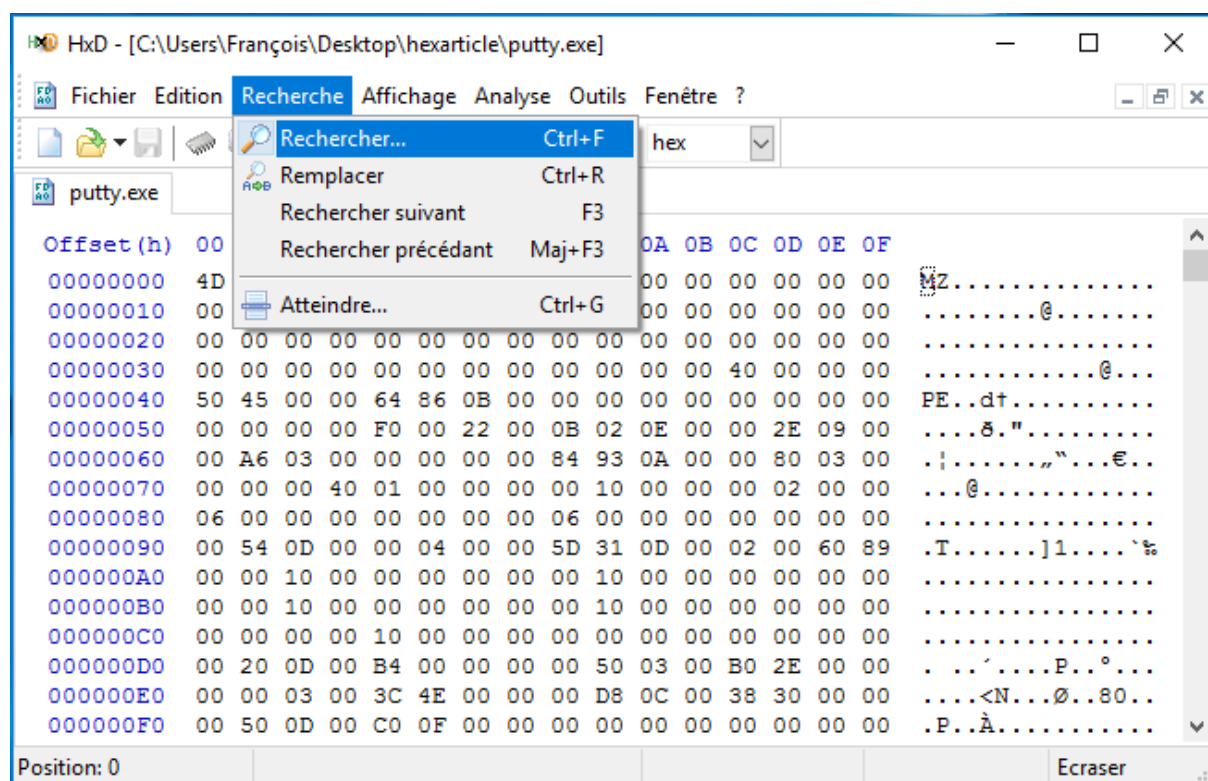 HxD - [C:\Users\François\Desktop\hexarticle\putty.exe]
Fichier Edition Recherche Affichage Analyse Outils Fenêtre ?
Rechercher... Ctrl+F
hex
Remplacer Ctrl+R
putty.exe
Rechercher suivant F3
Rechercher précédant Maj+F3
Atteindre... Ctrl+G
Offset(h) 00 0A 0B 0C 0D 0E 0F
00000000 4D 00 00 00 00 00 00 MZ..............
00000010 00 00 00 00 00 00 00 ........@.......
00000020 00 00 00 00 00 00 00 00 00 00 00 00 00 00 00 00 ................
00000030 00 00 00 00 00 00 00 00 00 00 00 00 40 00 00 00 ............@...
00000040 50 45 00 00 64 86 0B 00 00 00 00 00 00 00 00 00 PE..d†..........
00000050 00 00 00 00 F0 00 22 00 0B 02 0E 00 00 2E 09 00 ....ð.".........
00000060 00 A6 03 00 00 00 00 00 84 93 0A 00 00 80 03 00 .¦......„“...€..
00000070 00 00 00 40 01 00 00 00 00 10 00 00 00 02 00 00 ...@............
00000080 06 00 00 00 00 00 00 00 06 00 00 00 00 00 00 00 ................
00000090 00 54 0D 00 00 04 00 00 5D 31 0D 00 02 00 60 89 .T......]1....`‰
000000A0 00 00 10 00 00 00 00 00 00 10 00 00 00 00 00 00 ................
000000B0 00 00 10 00 00 00 00 00 00 10 00 00 00 00 00 00 ................
000000C0 00 00 00 00 10 00 00 00 00 00 00 00 00 00 00 00 ................
000000D0 00 20 0D 00 B4 00 00 00 00 50 03 00 B0 2E 00 00 . ..´....P..°...
000000E0 00 00 03 00 3C 4E 00 00 00 D8 0C 00 38 30 00 00 ....<N...Ø..80..
000000F0 00 50 0D 00 C0 0F 00 00 00 00 00 00 00 00 00 00 .P..À...........
Position: 0 Ecraser